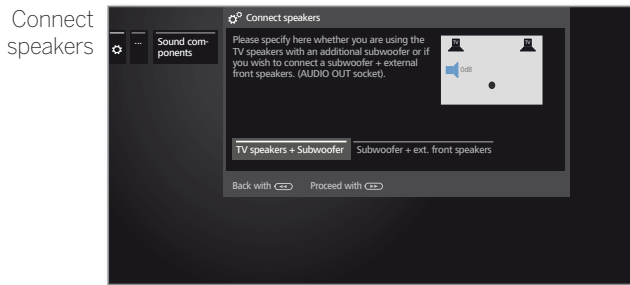 Connect
speakers
...
Sound com-
ponents
Connect speakers
Please specify here whether you are using the
TV speakers with an additional subwoofer or if
you wish to connect a subwoofer + external
front speakers. (AUDIO OUT socket).
TV TV
0dB
TV speakers + Subwoofer Subwoofer + ext. front speakers
Back with Proceed with